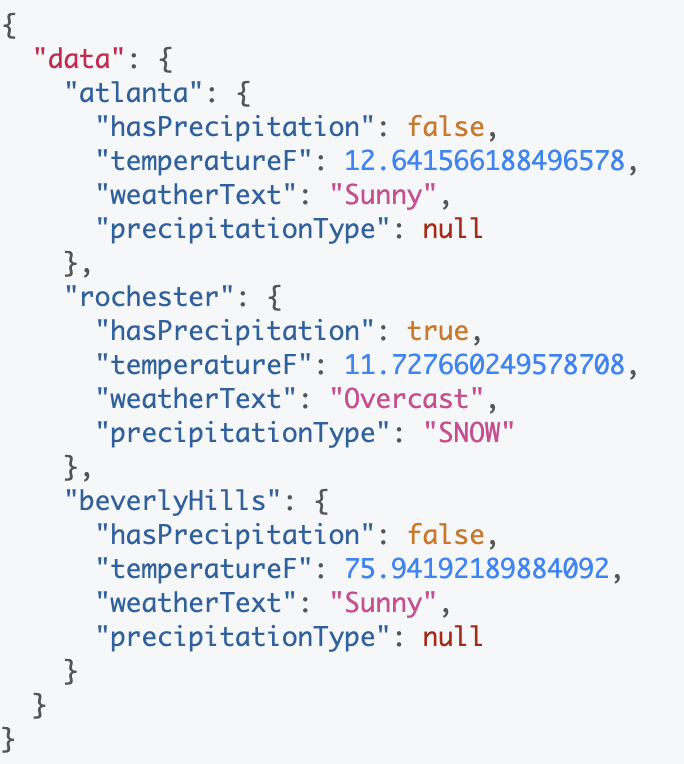 {
  "data": {
    "atlanta": {
      "hasPrecipitation": false,
      "temperatureF": 12.641566188496578,
      "weatherText": "Sunny",
      "precipitationType": null
    },
    "rochester": {
      "hasPrecipitation": true,
      "temperatureF": 11.727660249578708,
      "weatherText": "Overcast",
      "precipitationType": "SNOW"
    },
    "beverlyHills": {
      "hasPrecipitation": false,
      "temperatureF": 75.94192189884092,
      "weatherText": "Sunny",
      "precipitationType": null
    }
  }
}